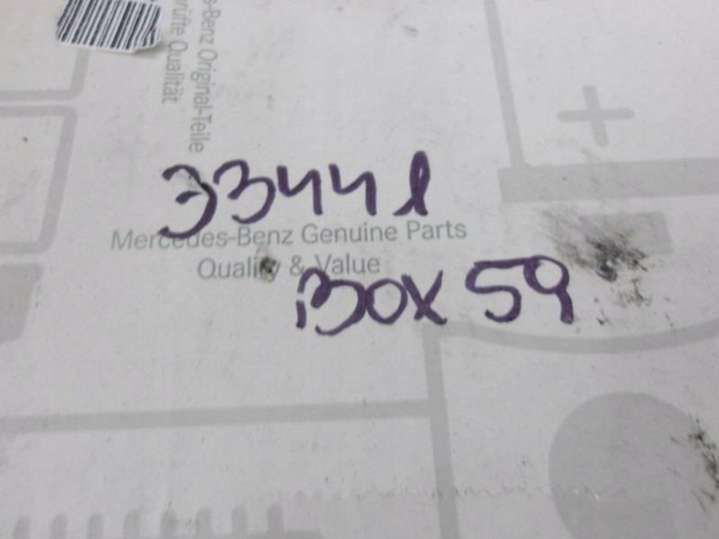 s-Benz Original-Teile
rüfte Qualität
33441
Mercedes-Benz Genuine Parts
Quality & Value
BOX 59